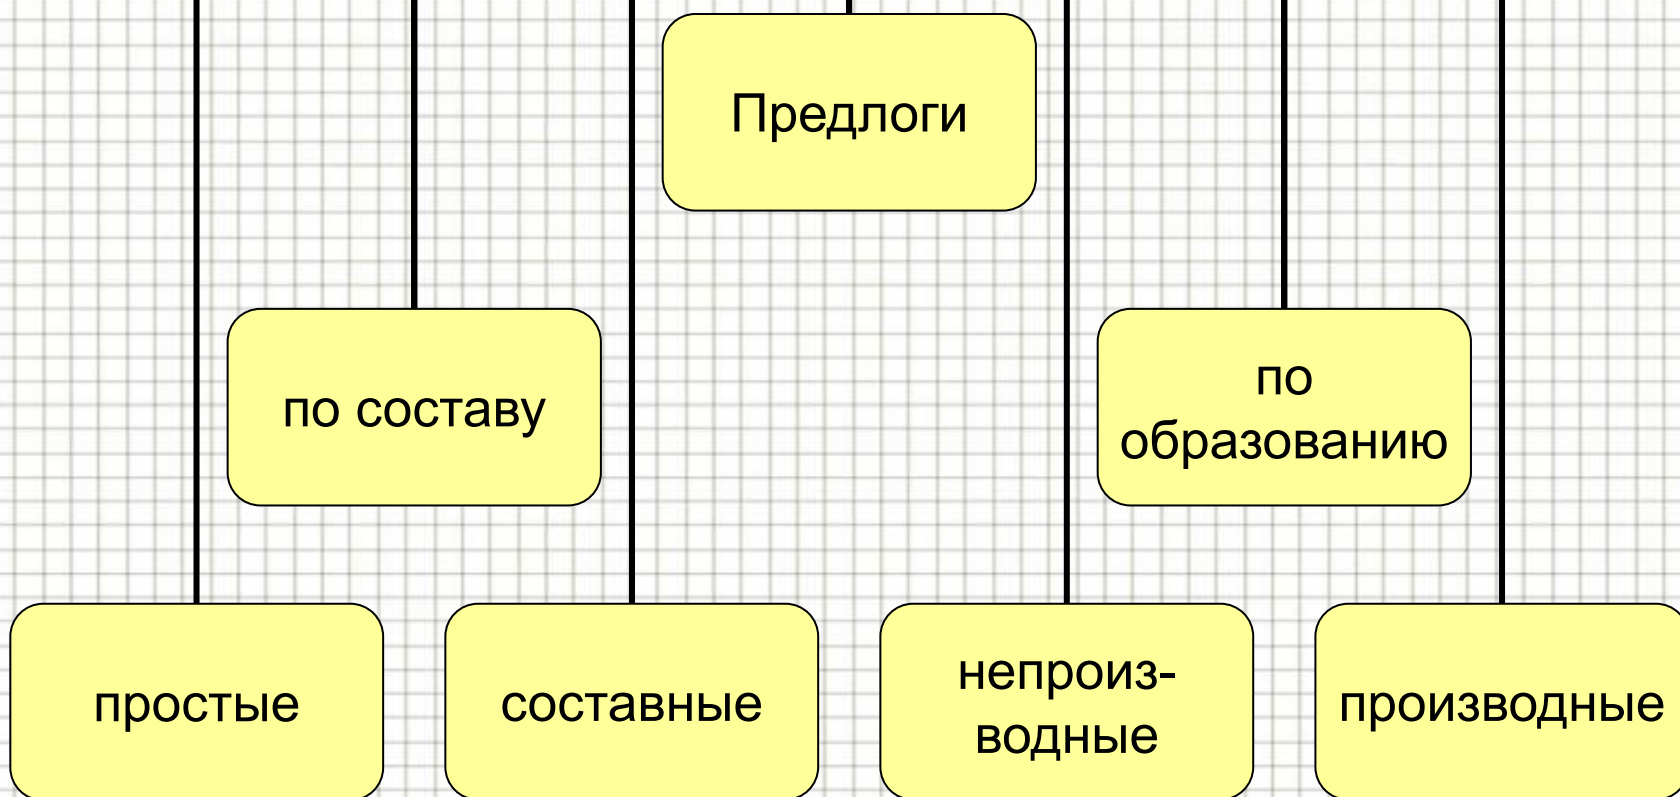 Предлоги
по составу
по
образованию
простые
составные
непроиз-
водные
производные